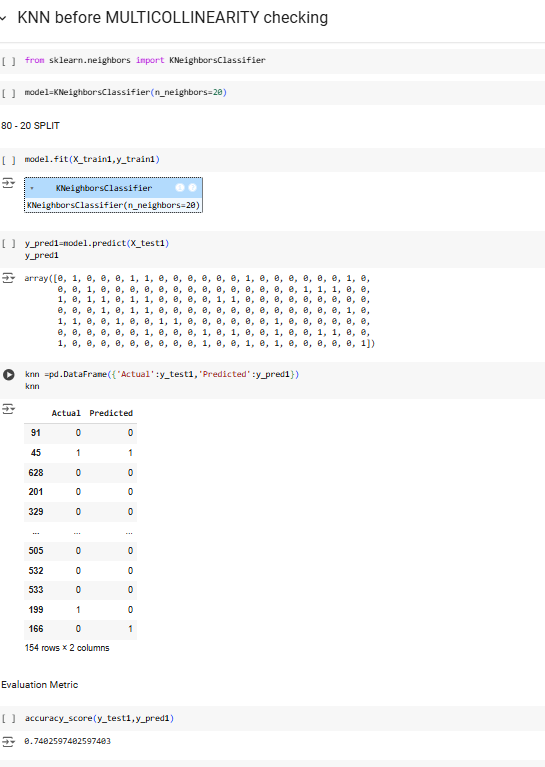 KNN before MULTICOLLINEARITY checking
[ ] from sklearn.neighbors import KNeighborsClassifier
[ ] model=KNeighborsClassifier(n_neighbors=20)
80 - 20 SPLIT
[ ] model.fit(X_train1,y_train1)
KNeighborsClassifier
KNeighborsClassifier(n_neighbors=20)
[ ] y_pred1=model.predict(X_test1)
y_pred1
array([0, 1, 0, 0, 0, 1, 1, 0, 0, 0, 0, 0, 0, 1, 0, 0, 0, 0, 0, 0, 1, 0,
0, 0, 1, 0, 0, 0, 0, 0, 0, 0, 0, 0, 0, 0, 0, 1, 1, 1, 0, 0,
1, 0, 1, 1, 0, 1, 1, 0, 0, 0, 0, 1, 1, 0, 0, 0, 0, 0, 0, 0, 0, 0,
0, 0, 0, 1, 0, 1, 1, 0, 0, 0, 0, 0, 0, 0, 0, 0, 0, 0, 1, 0,
1, 1, 0, 0, 1, 0, 0, 1, 1, 0, 0, 0, 0, 0, 0, 1, 0, 0, 0, 0, 0, 0,
0, 0, 0, 0, 0, 0, 1, 0, 0, 0, 1, 0, 1, 0, 0, 1, 0, 0, 1, 1, 0, 0,
1, 0, 0, 0, 0, 0, 0, 0, 0, 0, 1, 0, 0, 1, 0, 1, 0, 0, 0, 0, 0, 1])
knn =pd.DataFrame({'Actual':y_test1,'Predicted':y_pred1})
knn
Actual Predicted
91 0 0
45 1 1
628 0 0
201 0 0
329 0 0
... ... ...
505 0 0
532 0 0
533 0 0
199 1 0
166 0 1
154 rows × 2 columns
Evaluation Metric
[ ] accuracy_score(y_test1,y_pred1)
0.7402597402597403